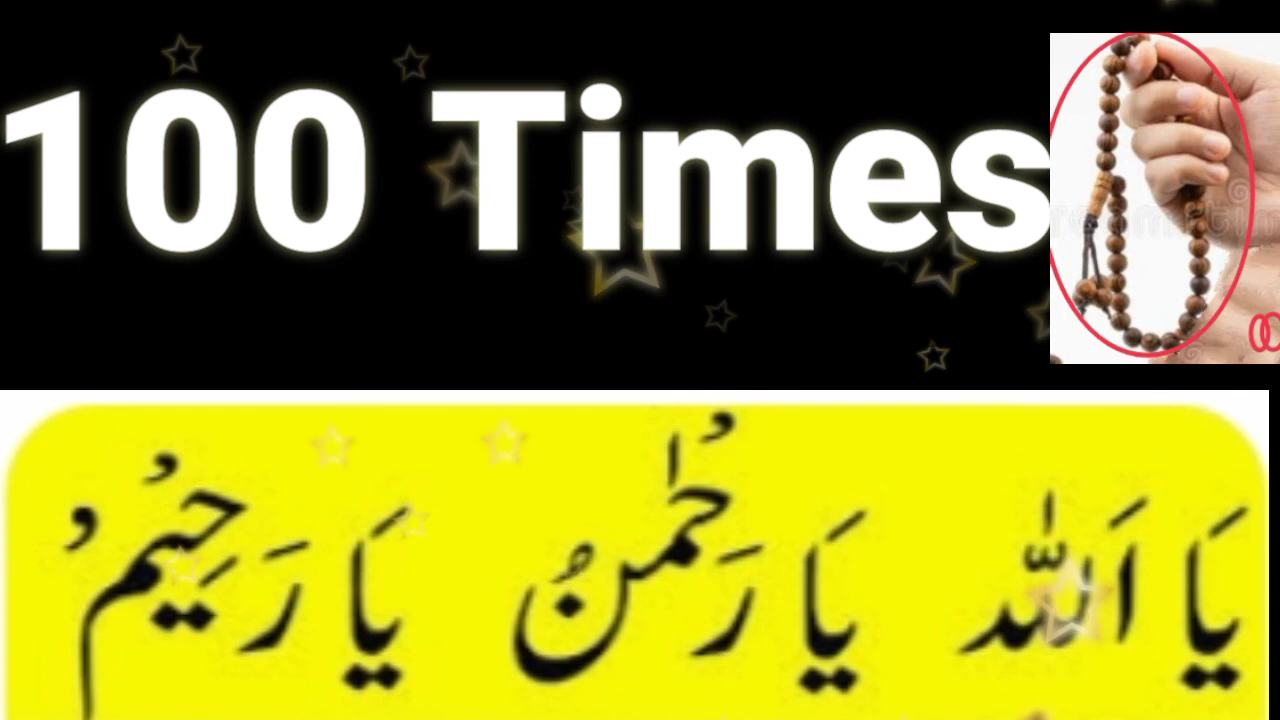 100 Times
یَا اَللّٰہ یَا رَحْمٰنُ یَا رَحِیْمُ